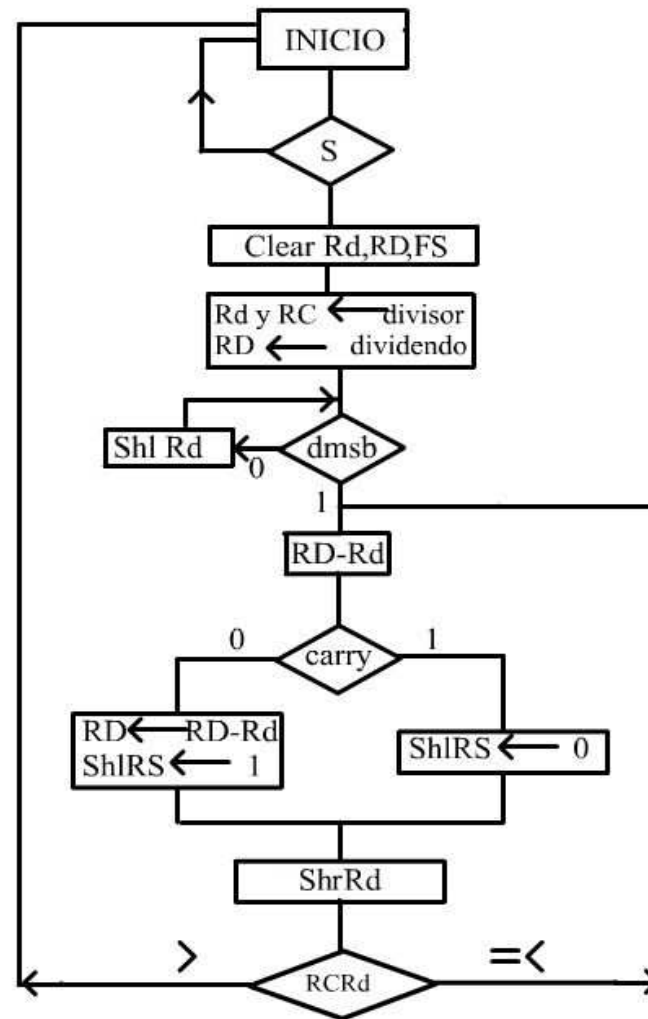 INICIO
S
Clear Rd,RD,FS
Rd y RC ← divisor
RD ← dividendo
Shl Rd
0
dmsb
1
RD-Rd
0
carry
1
RD ← RD-Rd
ShlRS ← 1
ShlRS ← 0
ShrRd
>
RCRd
=<